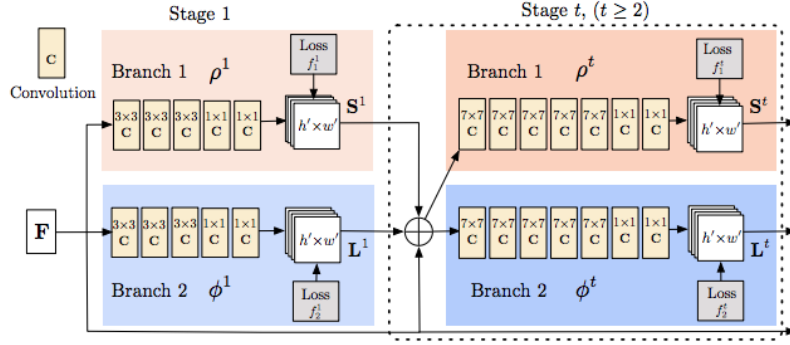 Stage 1
Stage t, (t ≥ 2)
C
Convolution
Branch 1 ρ¹
Loss
f₁¹
S¹
3×3 C 3×3 C 3×3 C 1×1 C 1×1 C
h′×w′
Branch 1 ρᵗ
Loss
f₁ᵗ
Sᵗ
7×7 C 7×7 C 7×7 C 7×7 C 7×7 C 1×1 C 1×1 C
h′×w′
F
3×3 C 3×3 C 3×3 C 1×1 C 1×1 C
h′×w′
L¹
Branch 2 ϕ¹
Loss
f₂¹
7×7 C 7×7 C 7×7 C 7×7 C 7×7 C 1×1 C 1×1 C
h′×w′
Lᵗ
Branch 2 ϕᵗ
Loss
f₂ᵗ